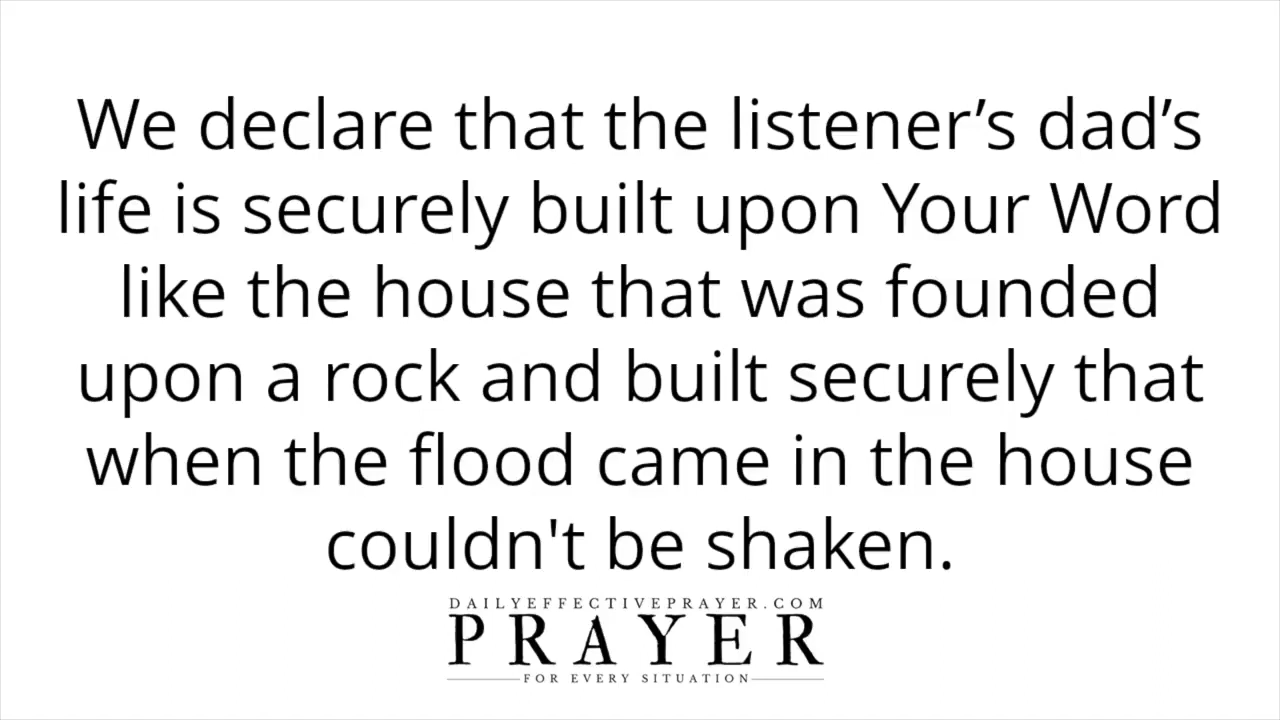 We declare that the listener’s dad’s
life is securely built upon Your Word
like the house that was founded
upon a rock and built securely that
when the flood came in the house
couldn't be shaken.
DAILYEFFECTIVEPRAYER.COM
PRAYER
FOR EVERY SITUATION